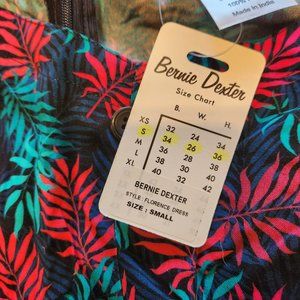 Bernie Dexter
Size Chart
B. W. H.
XS 32 24 34
S 34 26 36
M 36 28 38
L 38 30 40
XL 40 32 42
BERNIE DEXTER
STYLE: FLORENCE DRESS
SIZE: SMALL
100%
Made in India